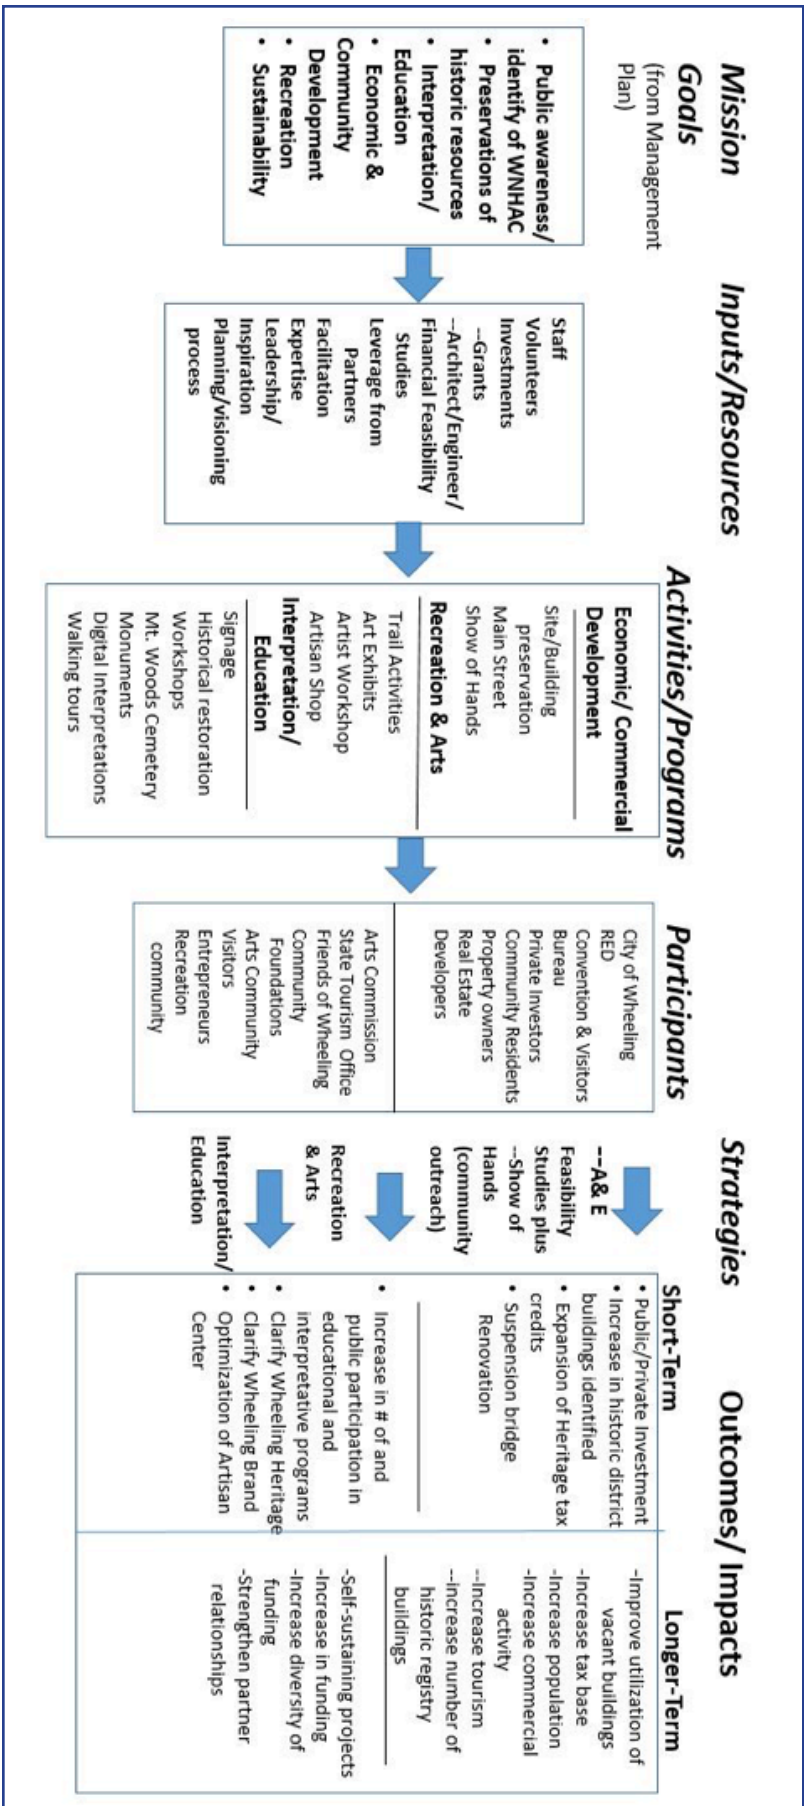 Mission
Goals
(from Management
Plan)
• Public awareness/
identify of WNHAC
• Preservations of
historic resources
• Interpretation/
Education
• Economic &
Community
Development
• Recreation
• Sustainability
Inputs/Resources
Staff
Volunteers
Investments
--Grants
--Architect/Engineer/
Financial Feasibility
Studies
Leverage from
Partners
Facilitation
Expertise
Leadership/
Inspiration
Planning/visioning
process
Activities/Programs
Economic/ Commercial
Development
Site/Building
preservation
Main Street
Show of Hands
Recreation & Arts
Trail Activities
Art Exhibits
Artist Workshop
Artisan Shop
Interpretation/
Education
Signage
Historical restoration
Workshops
Mt. Woods Cemetery
Monuments
Digital Interpretations
Walking tours
Participants
City of Wheeling
RED
Convention & Visitors
Bureau
Private Investors
Community Residents
Property owners
Real Estate
Developers
Arts Commission
State Tourism Office
Friends of Wheeling
Community
Foundations
Arts Community
Visitors
Entrepreneurs
Recreation
community
Strategies
--A& E
Feasibility
Studies plus
--Show of
Hands
(community
outreach)
Recreation
& Arts
Interpretation/
Education
Outcomes/ Impacts
Short-Term
• Public/Private Investment
• Increase in historic district
buildings identified
• Expansion of Heritage tax
credits
• Suspension bridge
Renovation
• Increase in # of and
public participation in
educational and
interpretative programs
• Clarify Wheeling Heritage
• Clarify Wheeling Brand
• Optimization of Artisan
Center
Longer-Term
-Improve utilization of
vacant buildings
-Increase tax base
-Increase population
-Increase commercial
activity
--Increase tourism
--increase number of
historic registry
buildings
-Self-sustaining projects
-Increase in funding
-Increase diversity of
funding
-Strengthen partner
relationships